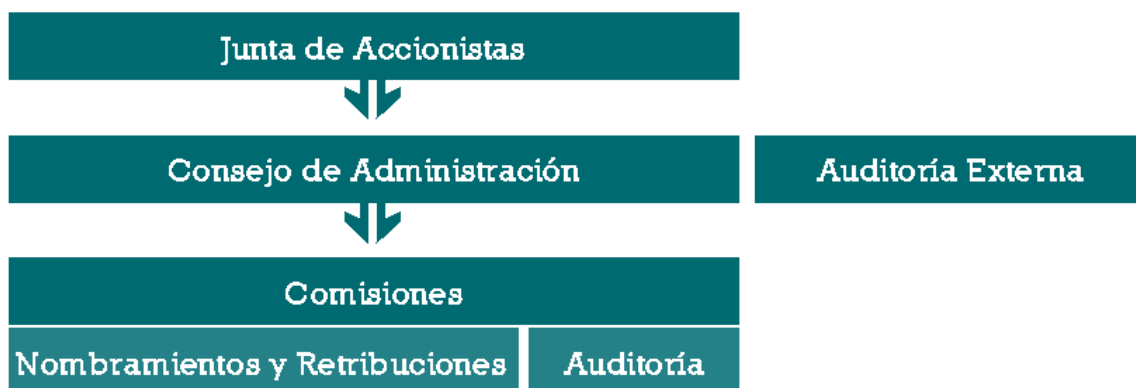 Junta de Accionistas
Consejo de Administración
Auditoría Externa
Comisiones
Nombramientos y Retribuciones
Auditoría